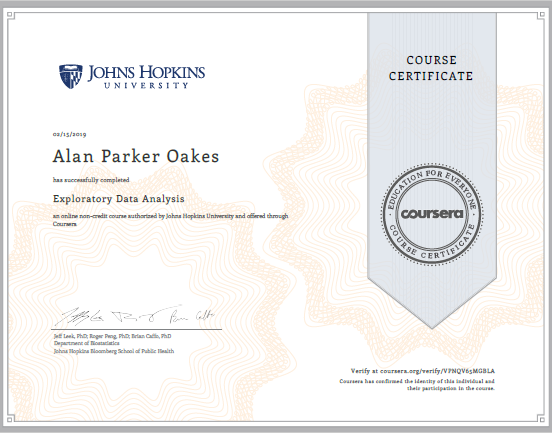 JOHNS HOPKINS
UNIVERSITY
COURSE
CERTIFICATE
02/15/2019
Alan Parker Oakes
has successfully completed
Exploratory Data Analysis
an online non-credit course authorized by Johns Hopkins University and offered through
Coursera
EDUCATION FOR EVERYONE
coursera
COURSE CERTIFICATE
Jeff Leek, PhD; Roger Peng, PhD; Brian Caffo, PhD
Department of Biostatistics
Johns Hopkins Bloomberg School of Public Health
Verify at coursera.org/verify/VPNQV65MGBLA
Coursera has confirmed the identity of this individual and
their participation in the course.